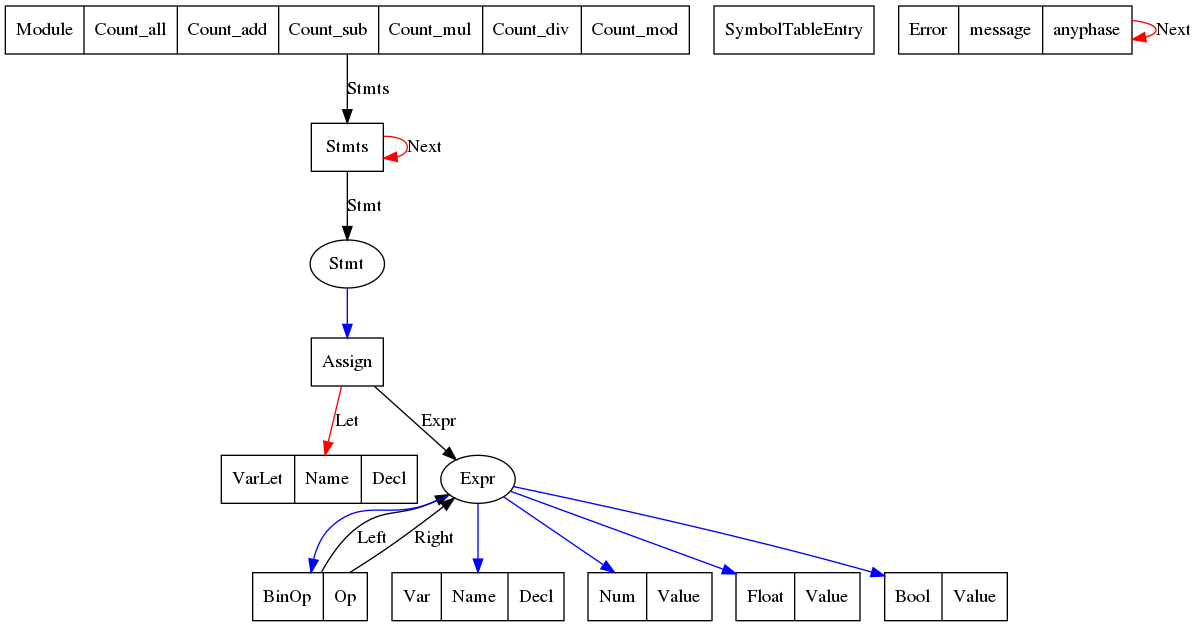 Module Count_all Count_add Count_sub Count_mul Count_div Count_mod SymbolTableEntry Error message anyphase Next
Stmts
Stmts Next
Stmt
Stmt
Assign
Let Expr
VarLet Name Decl Expr
Left Right
BinOp Op Var Name Decl Num Value Float Value Bool Value